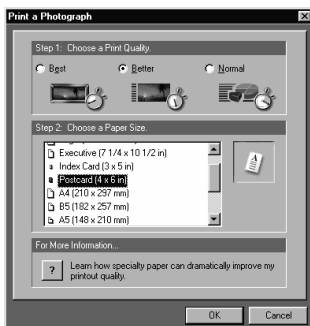 Print a Photograph
Step 1: Choose a Print Quality.
Best
Better
Normal
Step 2: Choose a Paper Size.
Executive (7 1/4 x 10 1/2 in)
Index Card (3 x 5 in)
Postcard (4 x 6 in)
A4 (210 x 297 mm)
B5 (182 x 257 mm)
A5 (148 x 210 mm)
For More Information...
? Learn how specialty paper can dramatically improve my
printout quality.
OK
Cancel